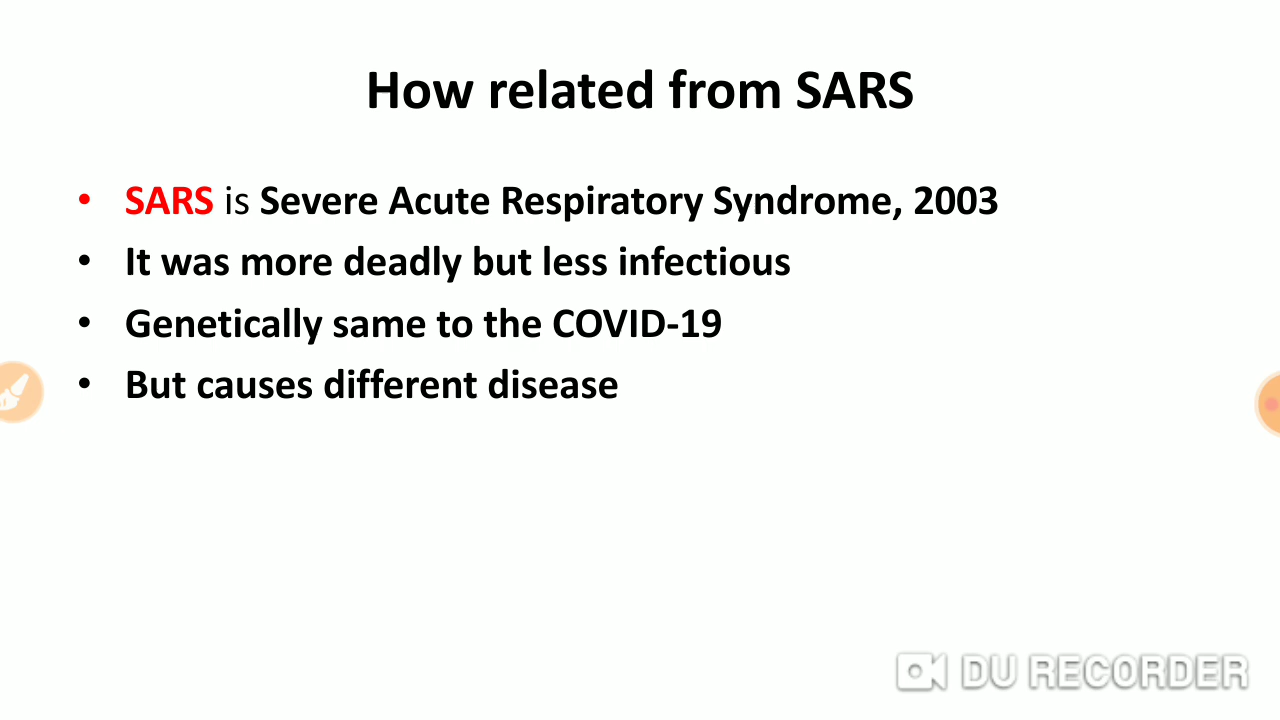 How related from SARS
• SARS is Severe Acute Respiratory Syndrome, 2003
• It was more deadly but less infectious
• Genetically same to the COVID-19
• But causes different disease
DU RECORDER